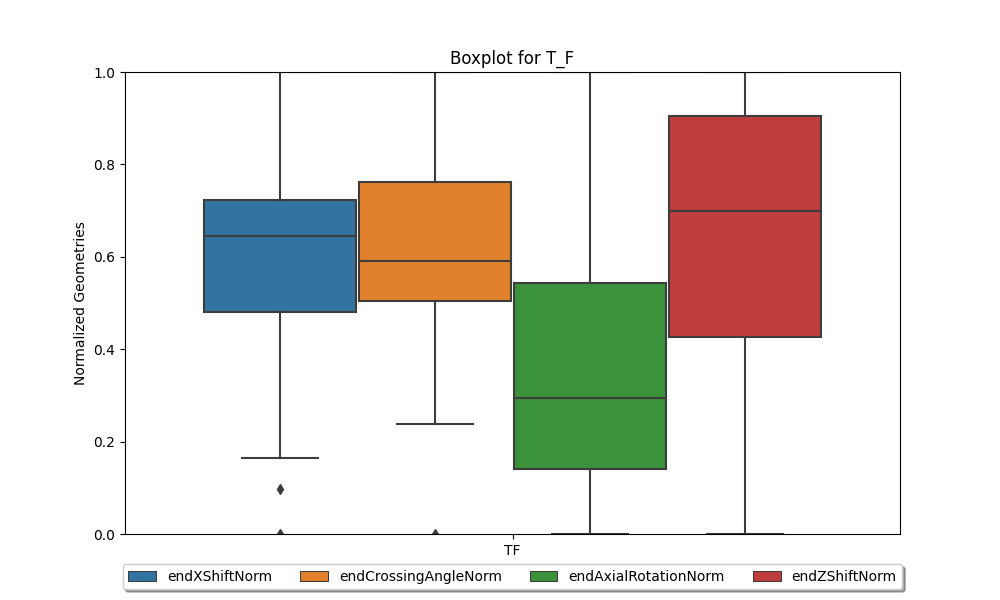 Boxplot for T_F
1.0
0.8
0.6
0.4
0.2
0.0
Normalized Geometries
TF
endXShiftNorm endCrossingAngleNorm endAxialRotationNorm endZShiftNorm